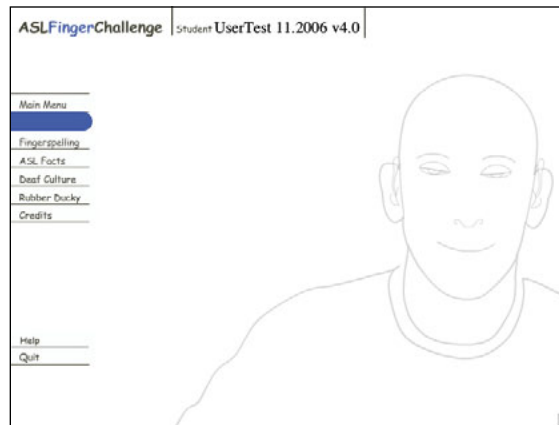 ASLFingerChallenge Student UserTest 11.2006 v4.0
Main Menu
Fingerspelling
ASL Facts
Deaf Culture
Rubber Ducky
Credits
Help
Quit